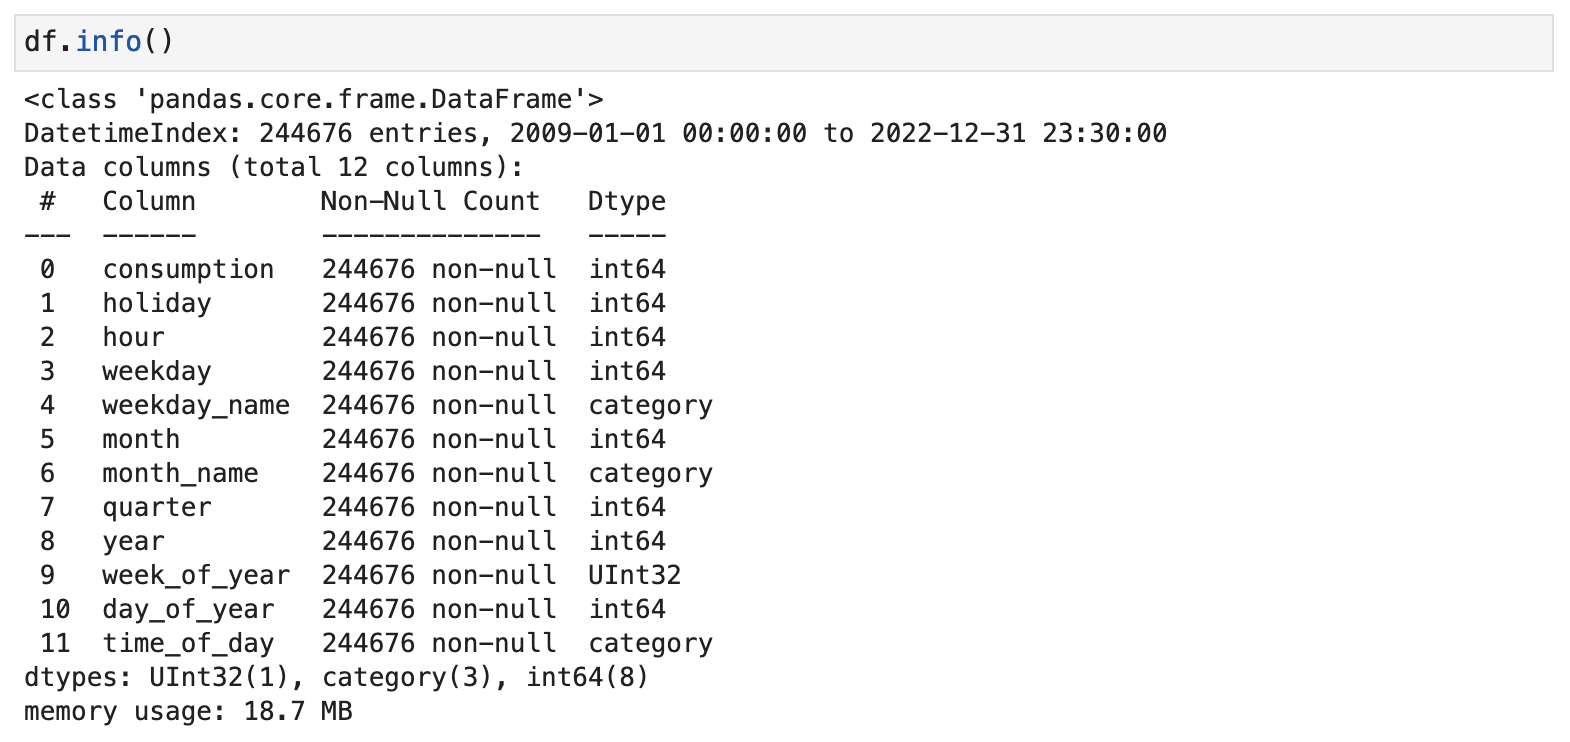 df.info()
<class 'pandas.core.frame.DataFrame'>
DatetimeIndex: 244676 entries, 2009-01-01 00:00:00 to 2022-12-31 23:30:00
Data columns (total 12 columns):
 #   Column        Non-Null Count   Dtype
---  ------        --------------   -----
 0   consumption   244676 non-null  int64
 1   holiday       244676 non-null  int64
 2   hour          244676 non-null  int64
 3   weekday       244676 non-null  int64
 4   weekday_name  244676 non-null  category
 5   month         244676 non-null  int64
 6   month_name    244676 non-null  category
 7   quarter       244676 non-null  int64
 8   year          244676 non-null  int64
 9   week_of_year  244676 non-null  UInt32
 10  day_of_year   244676 non-null  int64
 11  time_of_day   244676 non-null  category
dtypes: UInt32(1), category(3), int64(8)
memory usage: 18.7 MB